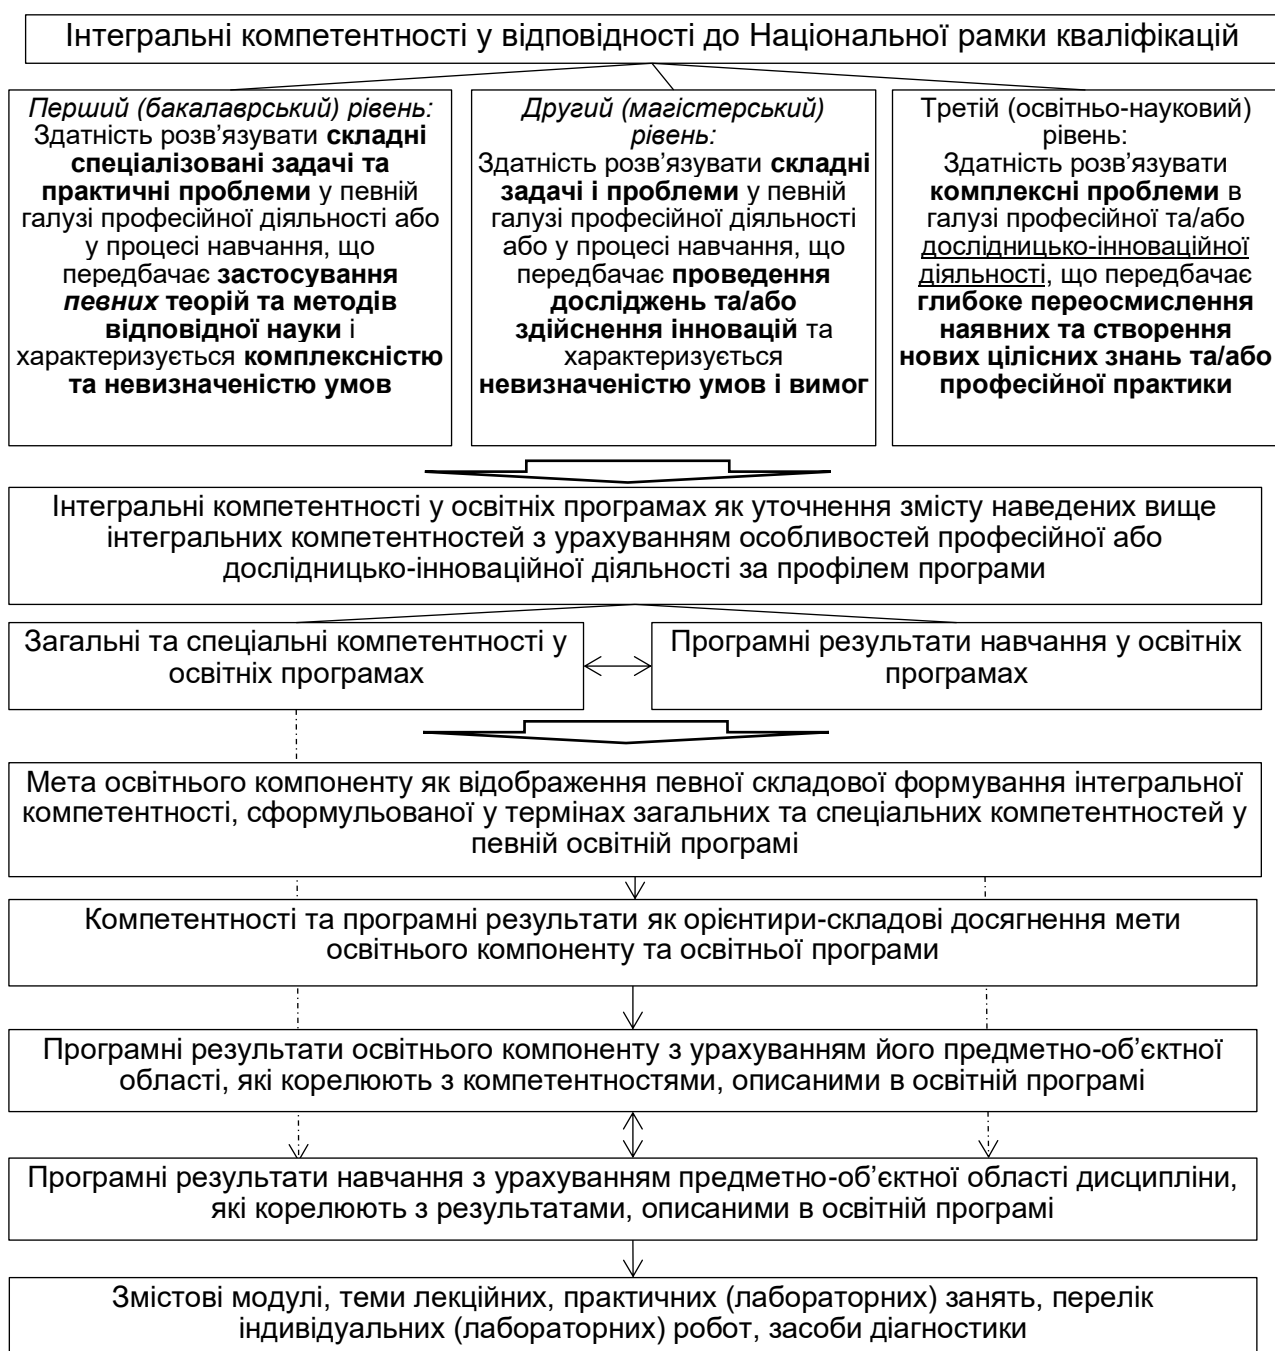 Інтегральні компетентності у відповідності до Національної рамки кваліфікацій
Перший (бакалаврський) рівень:
Здатність розв'язувати складні
спеціалізовані задачі та
практичні проблеми у певній
галузі професійної діяльності або
у процесі навчання, що
передбачає застосування
певних теорій та методів
відповідної науки і
характеризується комплексністю
та невизначеністю умов
Другий (магістерський)
рівень:
Здатність розв'язувати складні
задачі і проблеми у певній
галузі професійної діяльності
або у процесі навчання, що
передбачає проведення
досліджень та/або
здійснення інновацій та
характеризується
невизначеністю умов і вимог
Третій (освітньо-науковий)
рівень:
Здатність розв'язувати
комплексні проблеми в
галузі професійної та/або
дослідницько-інноваційної
діяльності, що передбачає
глибоке переосмислення
наявних та створення
нових цілісних знань та/або
професійної практики
Інтегральні компетентності у освітніх програмах як уточнення змісту наведених вище
інтегральних компетентностей з урахуванням особливостей професійної або
дослідницько-інноваційної діяльності за профілем програми
Загальні та спеціальні компетентності у
освітніх програмах
Програмні результати навчання у освітніх
програмах
Мета освітнього компоненту як відображення певної складової формування інтегральної
компетентності, сформульованої у термінах загальних та спеціальних компетентностей у
певній освітній програмі
Компетентності та програмні результати як орієнтири-складові досягнення мети
освітнього компоненту та освітньої програми
Програмні результати освітнього компоненту з урахуванням його предметно-об’єктної
області, які корелюють з компетентностями, описаними в освітній програмі
Програмні результати навчання з урахуванням предметно-об’єктної області дисципліни,
які корелюють з результатами, описаними в освітній програмі
Змістові модулі, теми лекційних, практичних (лабораторних) занять, перелік
індивідуальних (лабораторних) робот, засоби діагностики